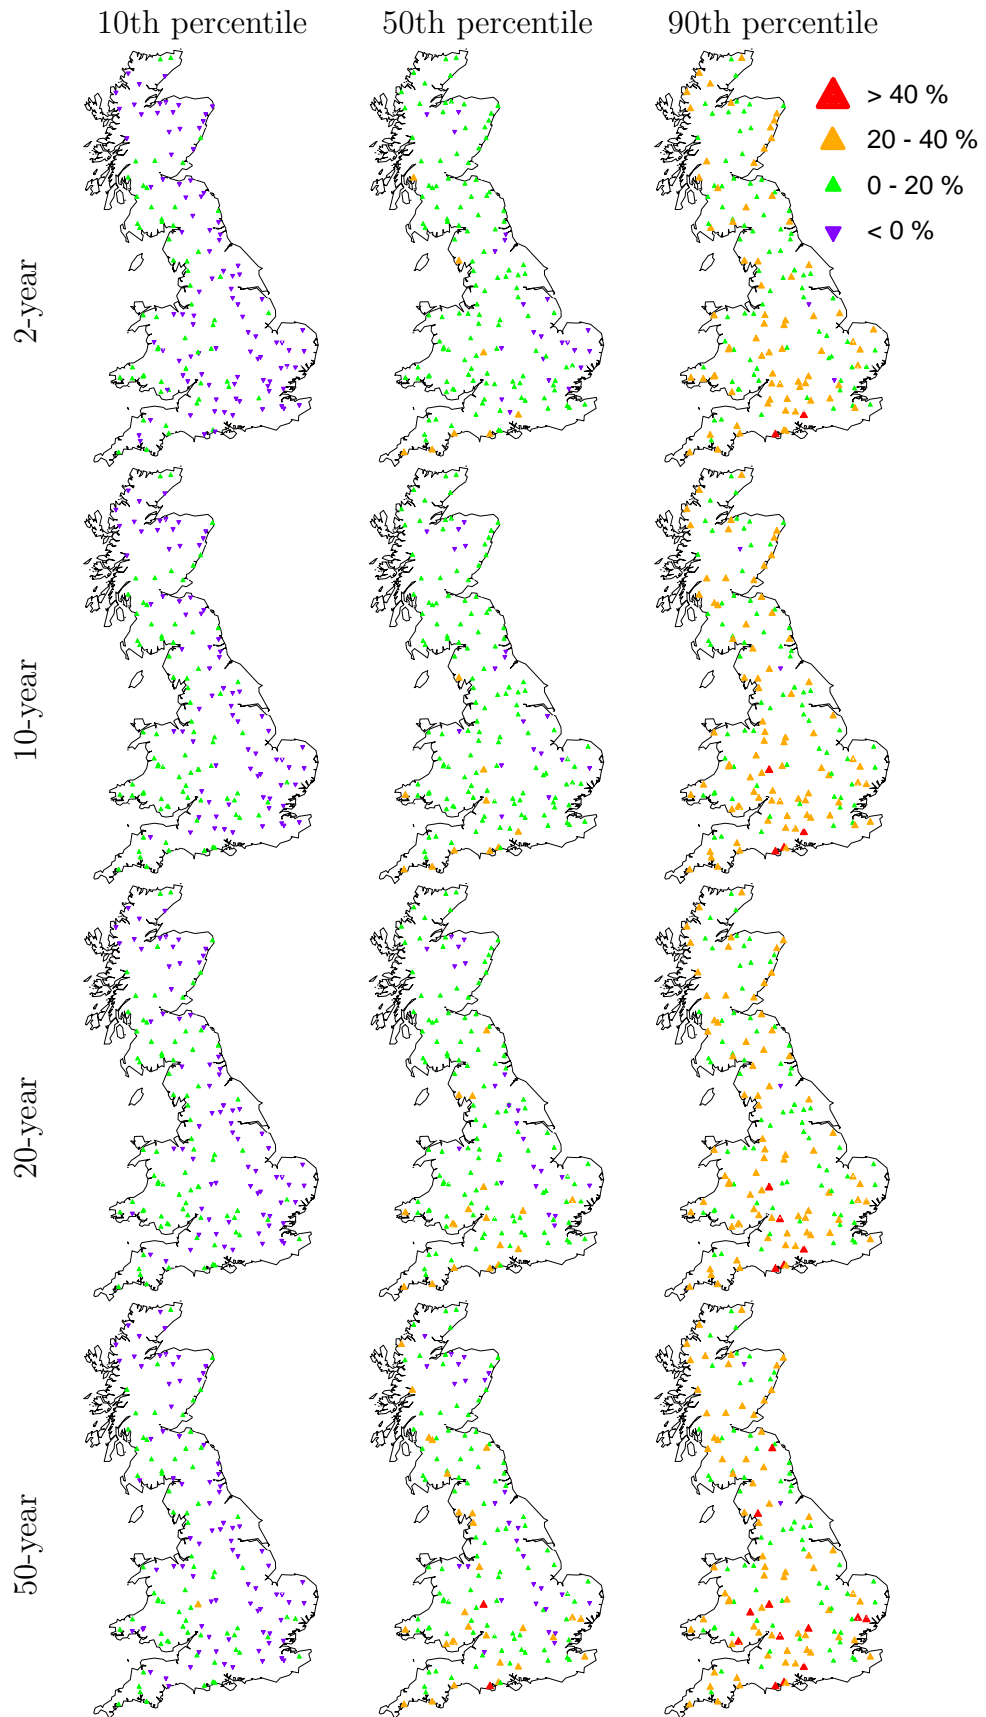 10th percentile 50th percentile 90th percentile
> 40 %
20 - 40 %
0 - 20 %
< 0 %
2-year
10-year
20-year
50-year